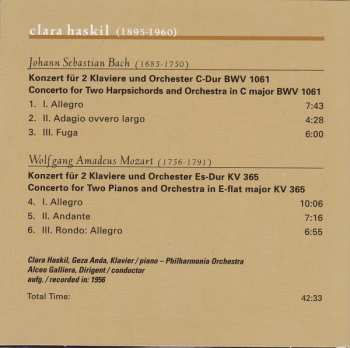 clara haskil (1895-1960)
Johann Sebastian Bach (1685-1750)
Konzert für 2 Klaviere und Orchester C-Dur BWV 1061
Concerto for Two Harpsichords and Orchestra in C major BWV 1061
1. I. Allegro 7:43
2. II. Adagio ovvero largo 4:28
3. III. Fuga 6:00
Wolfgang Amadeus Mozart (1756-1791)
Konzert für 2 Klaviere und Orchester Es-Dur KV 365
Concerto for Two Pianos and Orchestra in E-flat major KV 365
4. I. Allegro 10:06
5. II. Andante 7:16
6. III. Rondo: Allegro 6:55
Clara Haskil, Geza Anda, Klavier / piano – Philharmonia Orchestra
Alceo Galliera, Dirigent / conductor
aufg. / recorded in: 1956
Total Time: 42:33